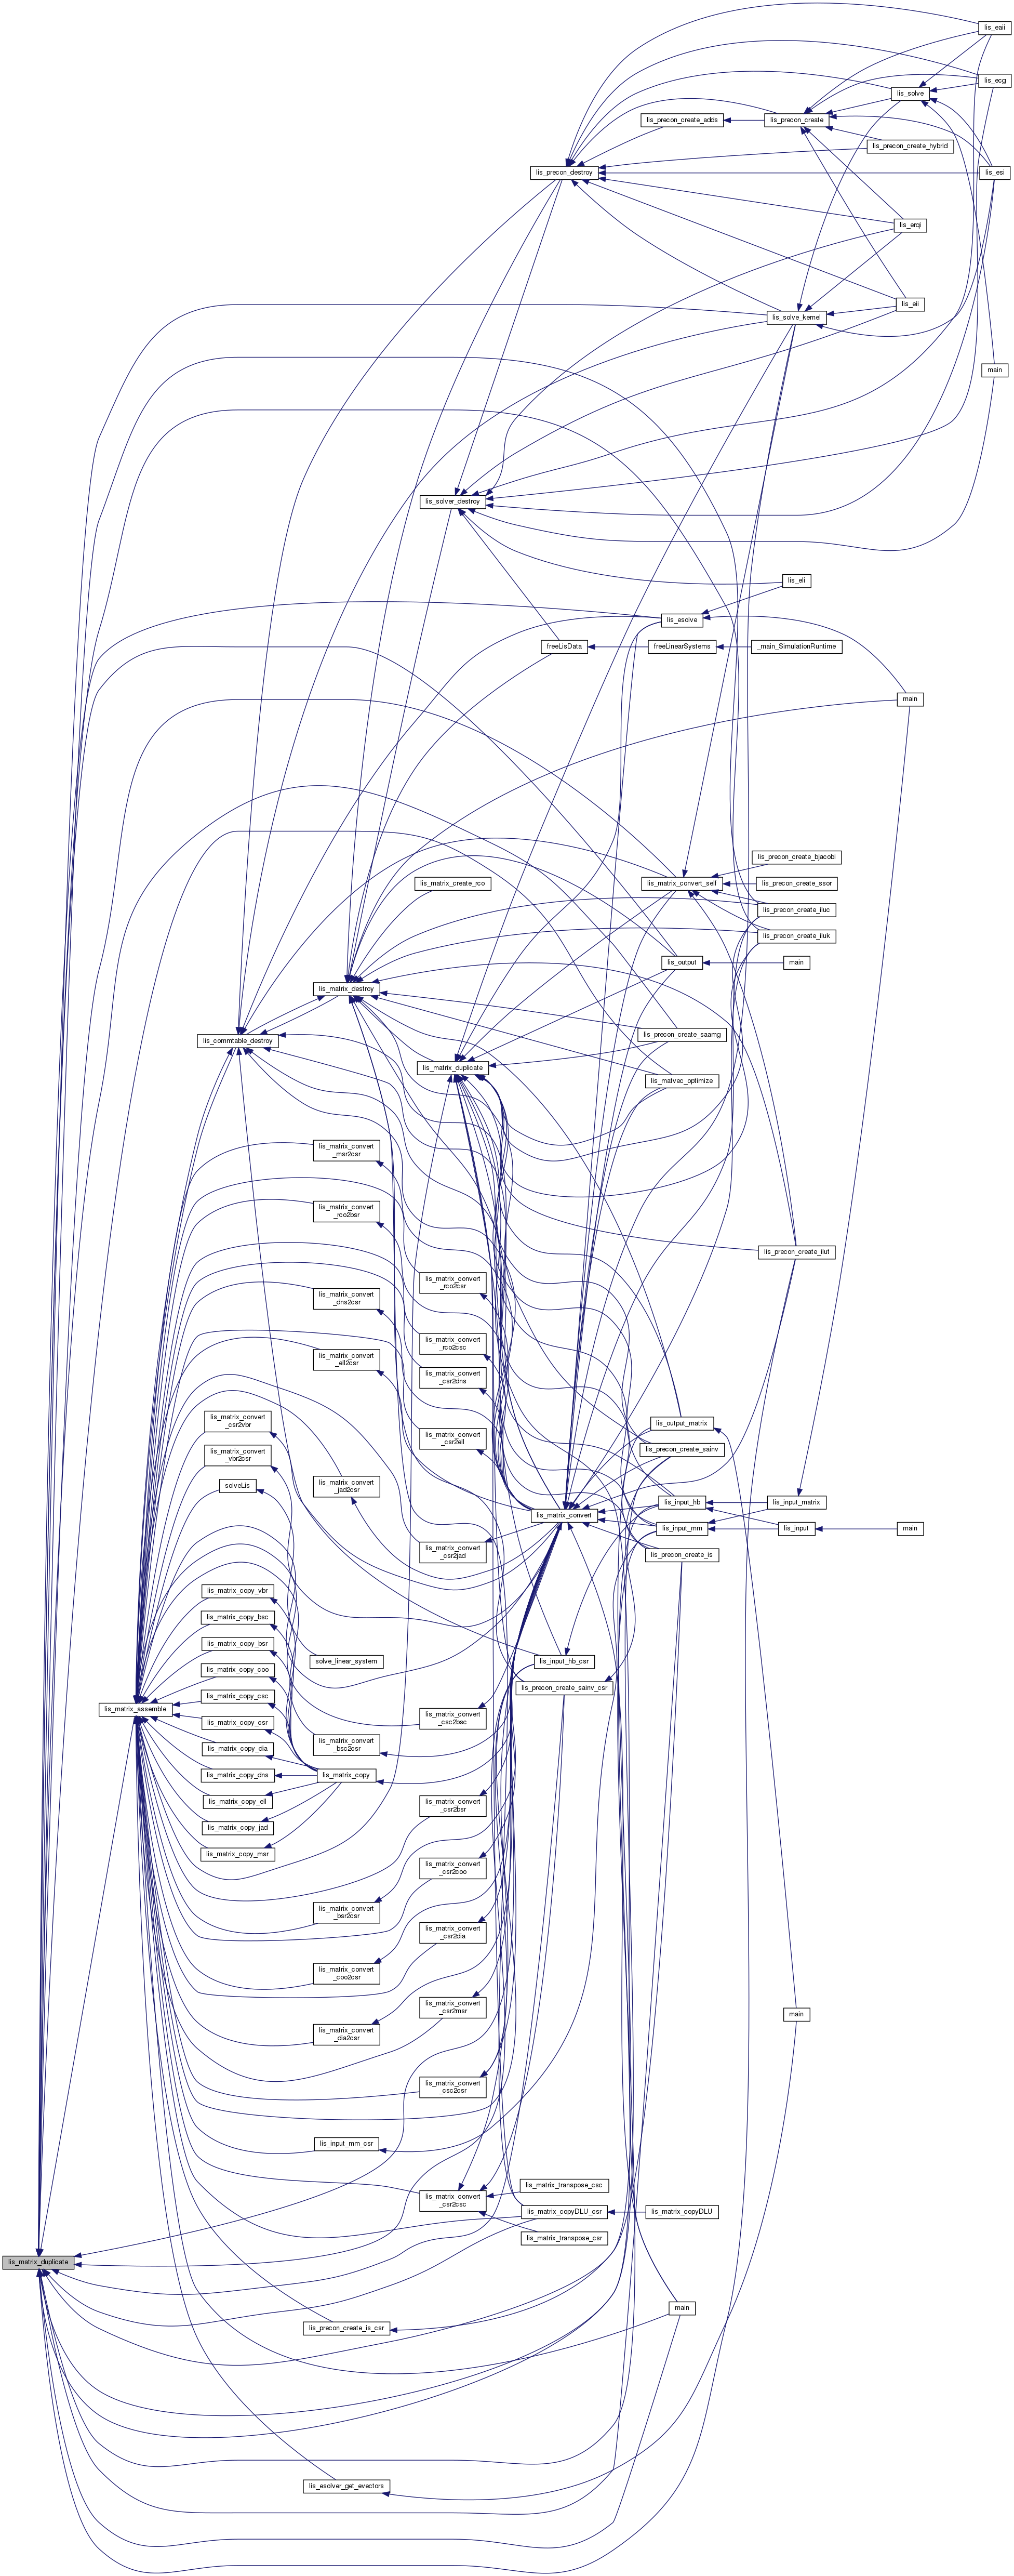 lis_eaii
lis_ecg
lis_solve
lis_precon_create_adds
lis_precon_create
lis_precon_create_hybrid
lis_precon_destroy
lis_esi
lis_erqi
lis_eii
lis_solve_kernel
main
lis_solver_destroy
lis_eli
lis_esolve
freeLisData
freeLinearSystems
_main_SimulationRuntime
main
lis_precon_create_bjacobi
lis_matrix_create_rco
lis_matrix_convert_self
lis_precon_create_ssor
lis_precon_create_iluc
lis_precon_create_iluk
lis_output
main
lis_matrix_destroy
lis_precon_create_saamg
lis_commtable_destroy
lis_matrix_duplicate
lis_matvec_optimize
lis_matrix_convert
_msr2csr
lis_matrix_convert
_rco2bsr
lis_precon_create_ilut
lis_matrix_convert
_rco2csr
lis_matrix_convert
_dns2csr
lis_matrix_convert
_rco2csc
lis_matrix_convert
_ell2csr
lis_matrix_convert
_csr2dns
lis_matrix_convert
_csr2vbr
lis_output_matrix
lis_matrix_convert
_csr2ell
lis_precon_create_sainv
lis_matrix_convert
_vbr2csr
solveLis
lis_matrix_convert
_jad2csr
lis_input_hb
lis_input_matrix
lis_matrix_convert
lis_input_mm
lis_input
main
lis_matrix_convert
_csr2jad
lis_precon_create_is
lis_matrix_copy_vbr
lis_matrix_copy_bsc
lis_matrix_copy_bsr
solve_linear_system
lis_input_hb_csr
lis_matrix_copy_coo
lis_precon_create_sainv_csr
lis_matrix_copy_csc
lis_matrix_assemble
lis_matrix_convert
_csc2bsc
lis_matrix_copy_csr
lis_matrix_convert
_bsc2csr
lis_matrix_copy_dia
lis_matrix_copy_dns
lis_matrix_copy
lis_matrix_copy_ell
lis_matrix_convert
_csr2bsr
lis_matrix_copy_jad
lis_matrix_copy_msr
lis_matrix_convert
_csr2coo
lis_matrix_convert
_bsr2csr
lis_matrix_convert
_csr2dia
lis_matrix_convert
_coo2csr
lis_matrix_convert
_csr2msr
main
lis_matrix_convert
_dia2csr
lis_matrix_convert
_csc2csr
lis_input_mm_csr
lis_matrix_transpose_csc
lis_matrix_convert
_csr2csc
lis_matrix_copyDLU_csr
lis_matrix_copyDLU
lis_matrix_transpose_csr
lis_matrix_duplicate
main
lis_precon_create_is_csr
lis_esolver_get_evectors